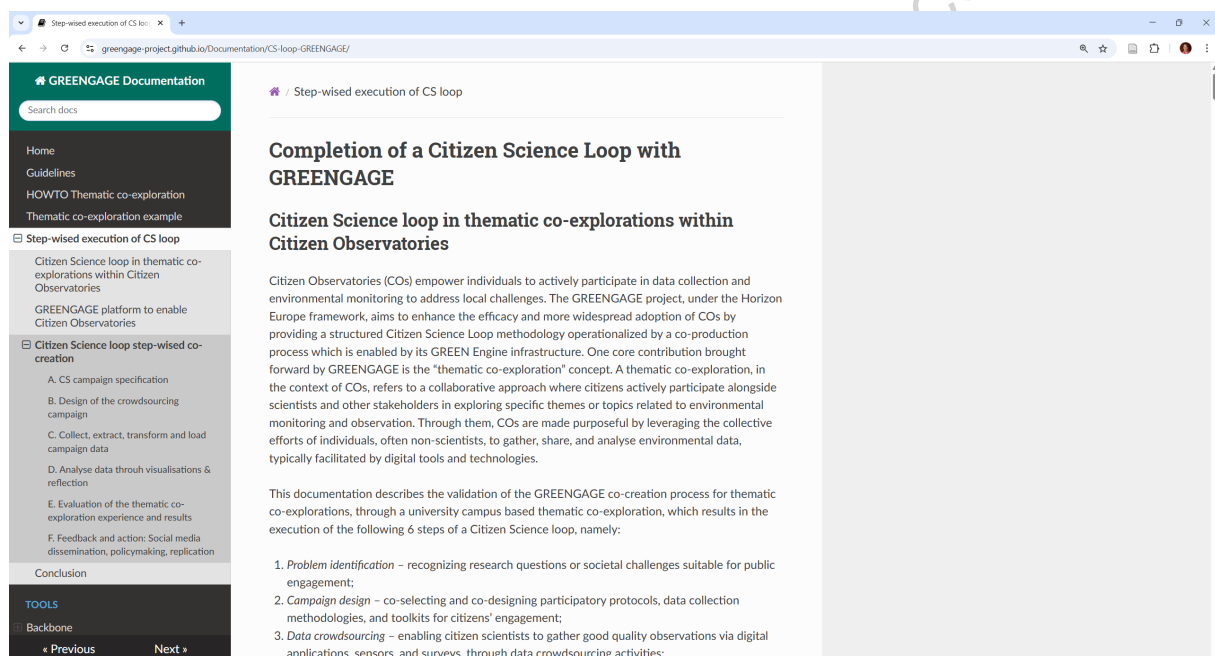 Step-wised execution of CS loo
greengage-project.github.io/Documentation/CS-loop-GREENGAGE/
GREENGAGE Documentation
Search docs
Home
Guidelines
HOWTO Thematic co-exploration
Thematic co-exploration example
Step-wised execution of CS loop
Citizen Science loop in thematic co-
explorations within Citizen
Observatories
GREENGAGE platform to enable
Citizen Observatories
Citizen Science loop step-wised co-
creation
A. CS campaign specification
B. Design of the crowdsourcing
campaign
C. Collect, extract, transform and load
campaign data
D. Analyse data throuh visualisations &
reflection
E. Evaluation of the thematic co-
exploration experience and results
F. Feedback and action: Social media
dissemination, policymaking, replication
Conclusion
TOOLS
Backbone
« Previous Next »
/ Step-wised execution of CS loop
Completion of a Citizen Science Loop with
GREENGAGE
Citizen Science loop in thematic co-explorations within
Citizen Observatories
Citizen Observatories (COs) empower individuals to actively participate in data collection and
environmental monitoring to address local challenges. The GREENGAGE project, under the Horizon
Europe framework, aims to enhance the efficacy and more widespread adoption of COs by
providing a structured Citizen Science Loop methodology operationalized by a co-production
process which is enabled by its GREEN Engine infrastructure. One core contribution brought
forward by GREENGAGE is the “thematic co-exploration” concept. A thematic co-exploration, in
the context of COs, refers to a collaborative approach where citizens actively participate alongside
scientists and other stakeholders in exploring specific themes or topics related to environmental
monitoring and observation. Through them, COs are made purposeful by leveraging the collective
efforts of individuals, often non-scientists, to gather, share, and analyse environmental data,
typically facilitated by digital tools and technologies.
This documentation describes the validation of the GREENGAGE co-creation process for thematic
co-explorations, through a university campus based thematic co-exploration, which results in the
execution of the following 6 steps of a Citizen Science loop, namely:
1. Problem identification – recognizing research questions or societal challenges suitable for public
engagement;
2. Campaign design – co-selecting and co-designing participatory protocols, data collection
methodologies, and toolkits for citizens’ engagement;
3. Data crowdsourcing – enabling citizen scientists to gather good quality observations via digital
applications, sensors, and surveys, through data crowdsourcing activities;